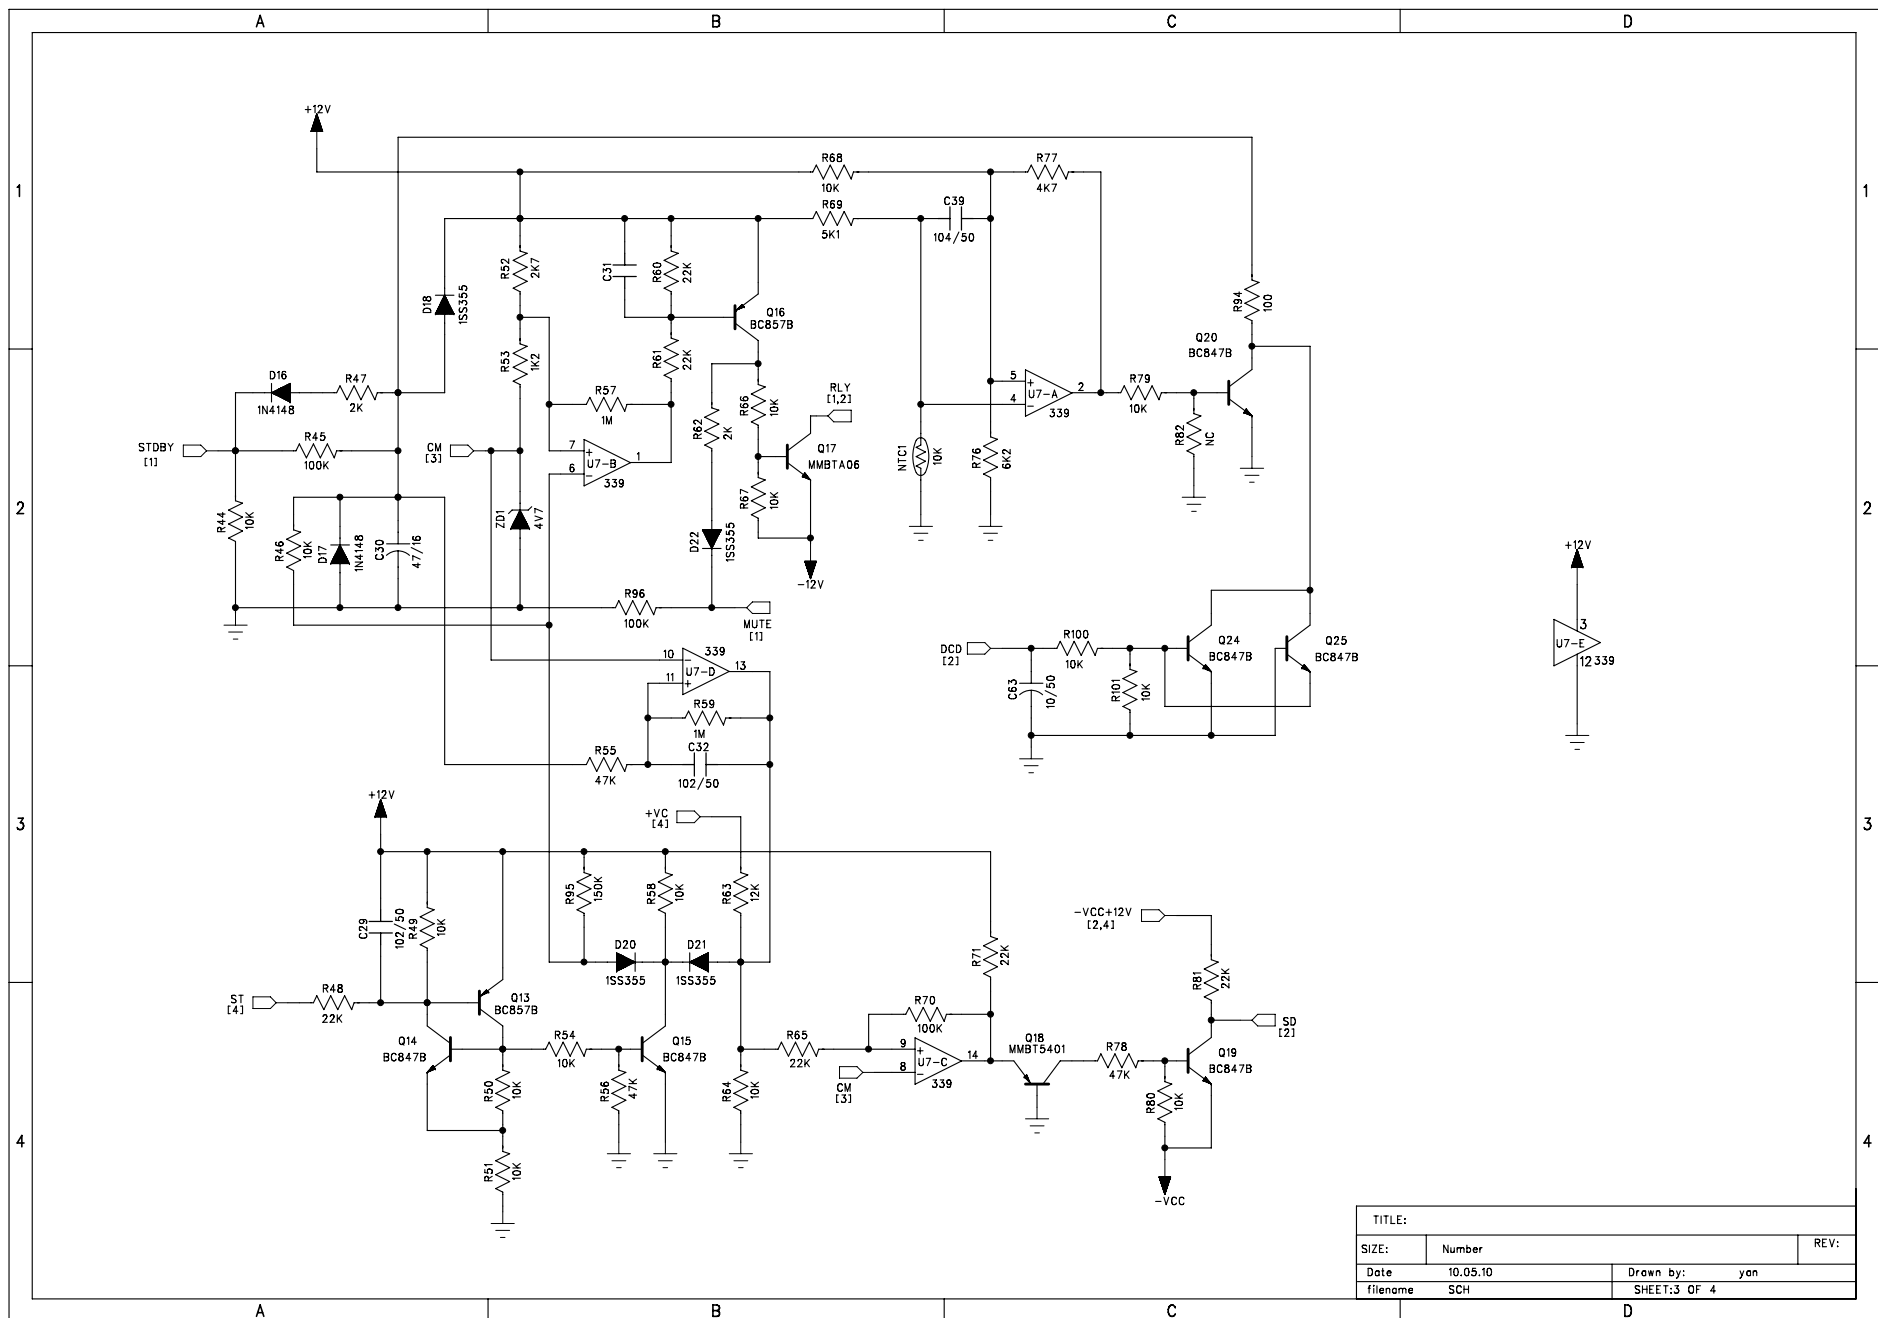 A B C D
1 1
2 2
3 3
4 4
A B C D
+12V
R68
10K
R77
4K7
R69
5K1
C39
104/50
R52
2K7
C31
R60
22K
D18
1SS355
Q16
BC857B
R94
100
R53
1K2
R61
22K
Q20
BC847B
D16
1N4148
R47
2K
R57
1M
RLY
[1,2]
5
+
U7-A
2
4
-
339
R79
10K
R66
10K
R62
2K
R82
NC
STDBY
[1]
R45
100K
CM
[3]
7
+
U7-B
1
6
-
339
Q17
MMBTA06
NTC1
10K
R76
6K2
R44
10K
R46
10K
D17
1N4148
C30
47/16
ZD1
4V7
R67
10K
D22
1SS355
-12V
+12V
3
U7-E
12
339
R96
100K
MUTE
[1]
DCD
[2]
R100
10K
Q24
BC847B
Q25
BC847B
C63
10/50
R101
10K
10
-
339
U7-D
13
11
+
R59
1M
C32
102/50
R55
47K
+12V
+VC
[4]
R95
150K
R58
10K
R63
12K
C29
102/50
R49
10K
-VCC+12V
[2,4]
R71
22K
R81
22K
D20
1SS355
D21
1SS355
ST
[4]
R48
22K
Q13
BC857B
R70
100K
SD
[2]
Q14
BC847B
R54
10K
Q15
BC847B
R65
22K
9
+
U7-C
14
8
-
339
Q18
MMBT5401
R78
47K
Q19
BC847B
CM
[3]
R50
10K
R56
47K
R64
10K
R80
10K
R51
10K
-VCC
TITLE:
SIZE: Number REV:
Date 10.05.10 Drawn by: yan
filename SCH SHEET:3 OF 4